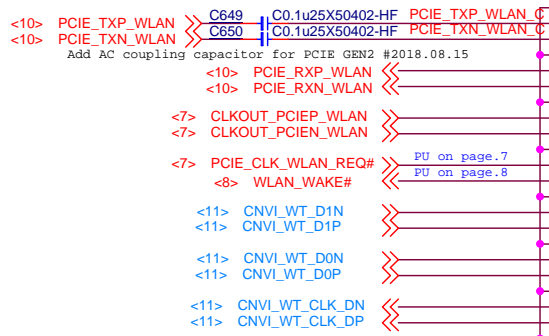 <10> PCIE_TXP_WLAN C649 C0.1u25X50402-HF PCIE_TXP_WLAN_C
<10> PCIE_TXN_WLAN C650 C0.1u25X50402-HF PCIE_TXN_WLAN_C
Add AC coupling capacitor for PCIE GEN2 #2018.08.15
<10> PCIE_RXP_WLAN
<10> PCIE_RXN_WLAN
<7> CLKOUT_PCIEP_WLAN
<7> CLKOUT_PCIEN_WLAN
<7> PCIE_CLK_WLAN_REQ# PU on page.7
<8> WLAN_WAKE# PU on page.8
<11> CNVI_WT_D1N
<11> CNVI_WT_D1P
<11> CNVI_WT_D0N
<11> CNVI_WT_D0P
<11> CNVI_WT_CLK_DN
<11> CNVI_WT_CLK_DP